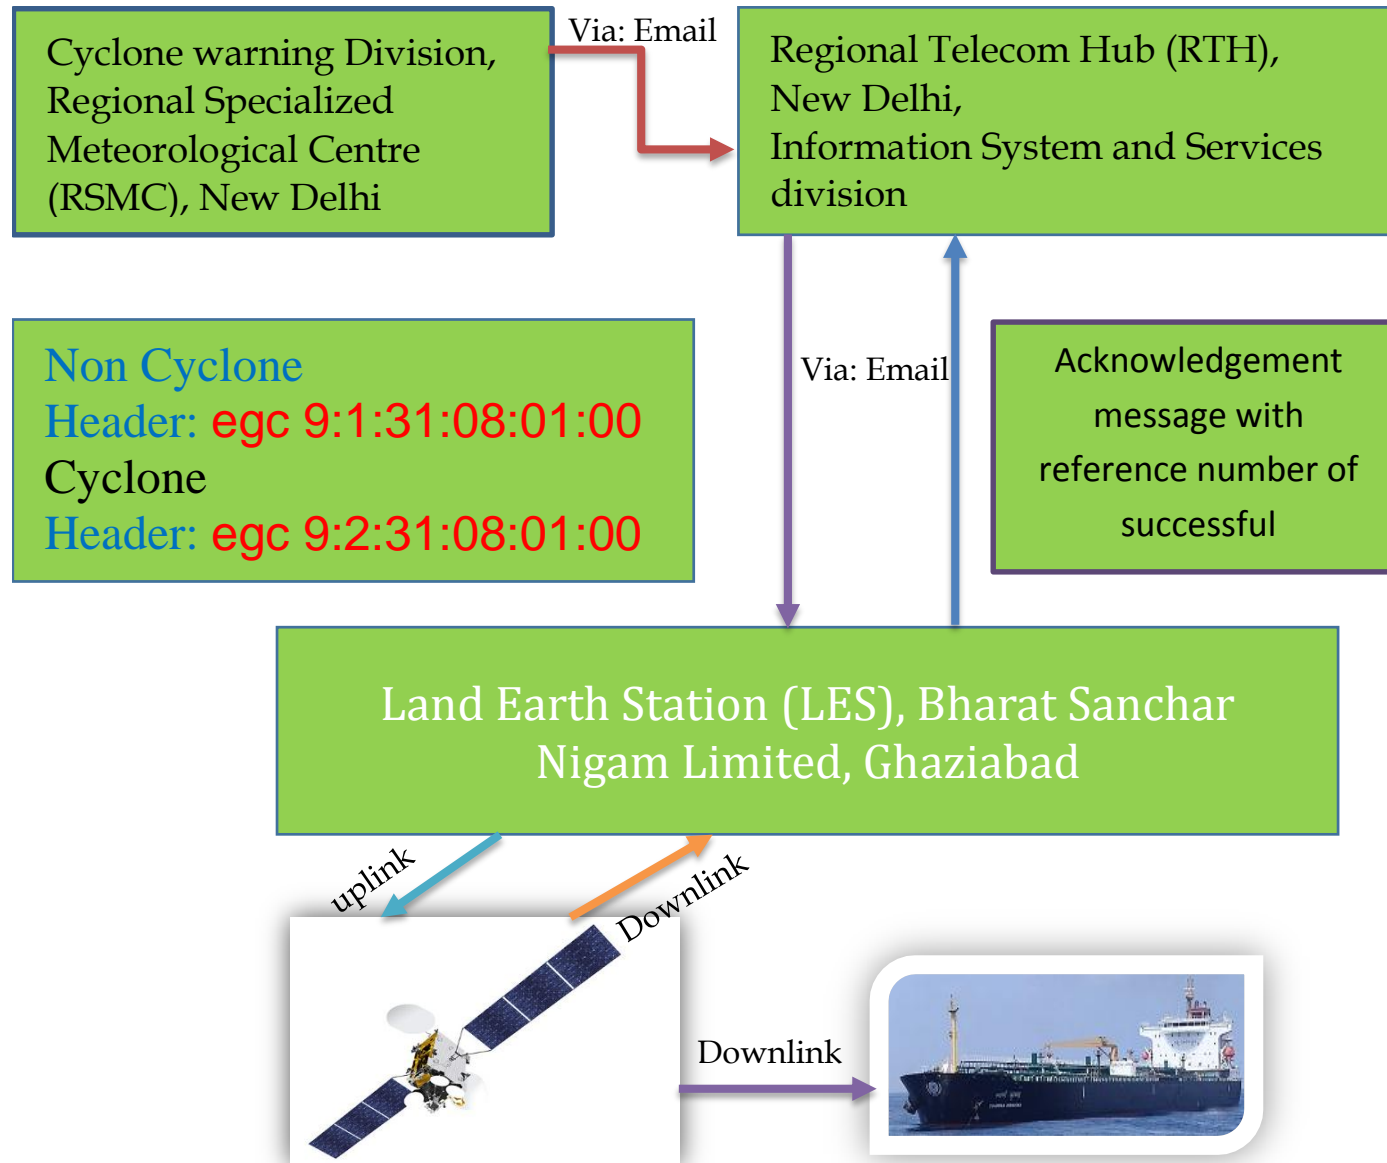 Cyclone warning Division,
Regional Specialized
Meteorological Centre
(RSMC), New Delhi
Via: Email
Regional Telecom Hub (RTH),
New Delhi,
Information System and Services
division
Non Cyclone
Header: egc 9:1:31:08:01:00
Cyclone
Header: egc 9:2:31:08:01:00
Via: Email
Acknowledgement
message with
reference number of
successful
Land Earth Station (LES), Bharat Sanchar
Nigam Limited, Ghaziabad
uplink
Downlink
Downlink